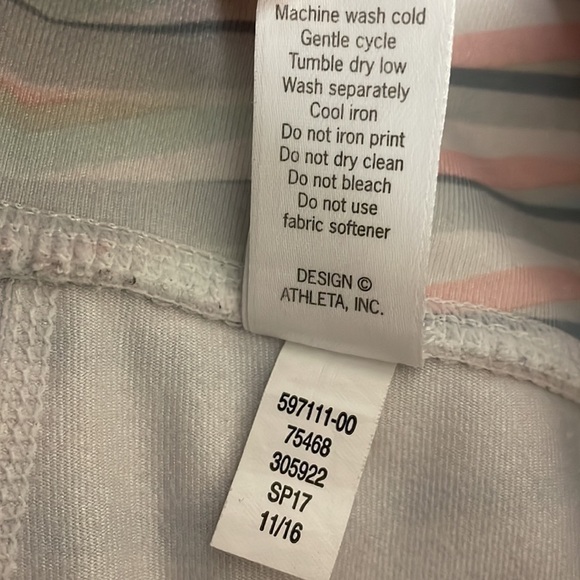 Machine wash cold
Gentle cycle
Tumble dry low
Wash separately
Cool iron
Do not iron print
Do not dry clean
Do not bleach
Do not use
fabric softener
DESIGN ©
ATHLETA, INC.
597111-00
75468
305922
SP17
11/16